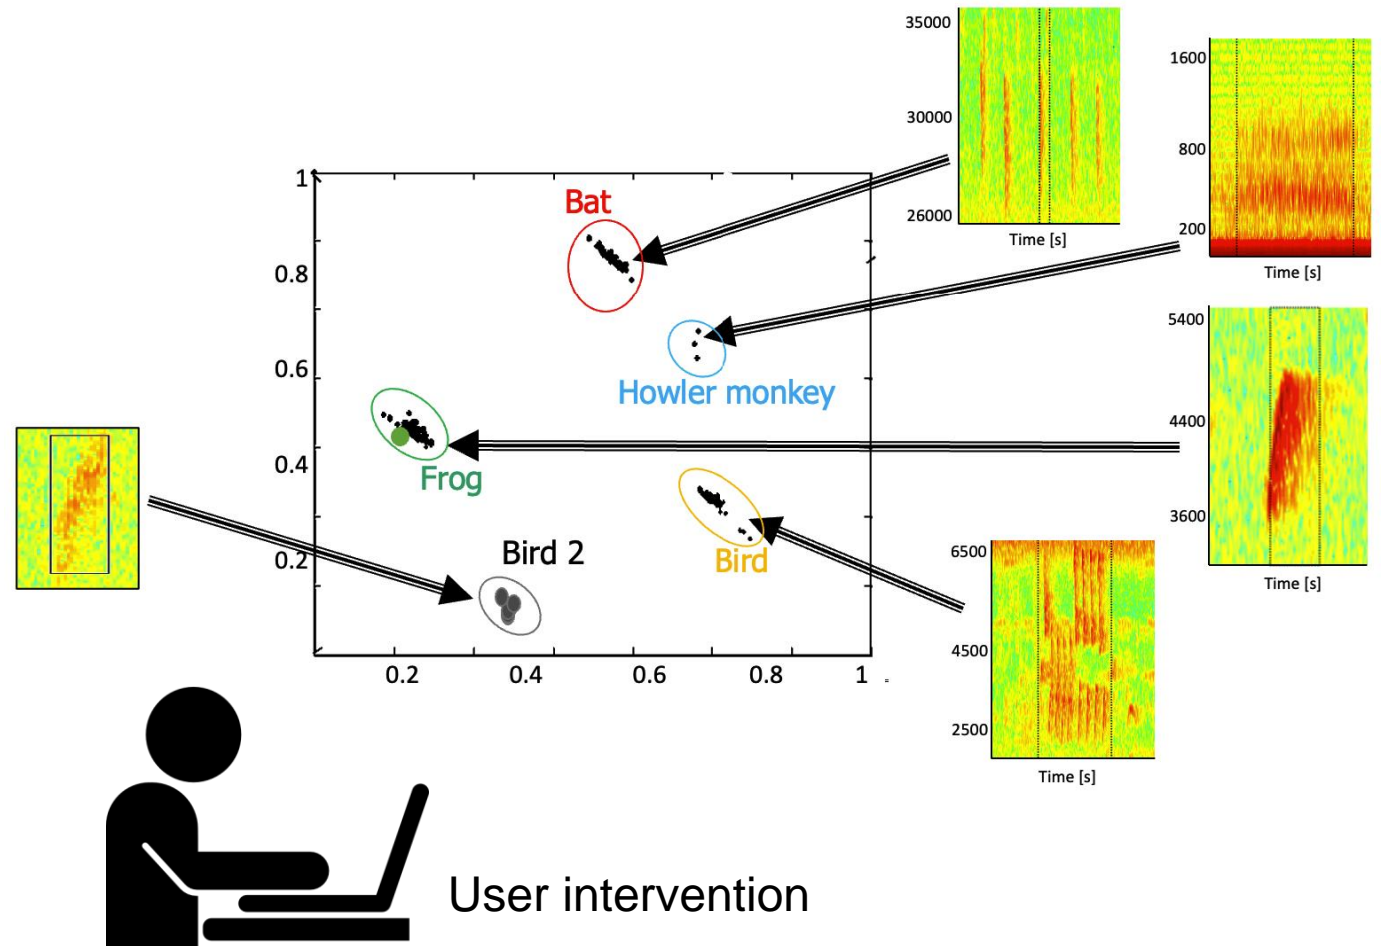 35000
30000
26000
Time [s]
1600
800
200
Time [s]
1
0.8
0.6
0.4
0.2
Bat
Howler monkey
Frog
Bird 2
Bird
0.2 0.4 0.6 0.8 1
5400
4400
3600
Time [s]
6500
4500
2500
Time [s]
User intervention